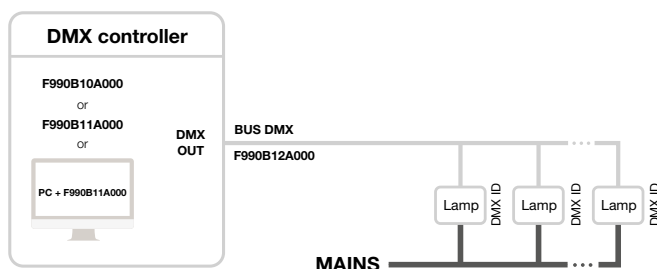 DMX controller
F990B10A000
or
F990B11A000
or
PC + F990B11A000
DMX
OUT
BUS DMX
F990B12A000
Lamp
DMX ID
Lamp
DMX ID
Lamp
DMX ID
MAINS